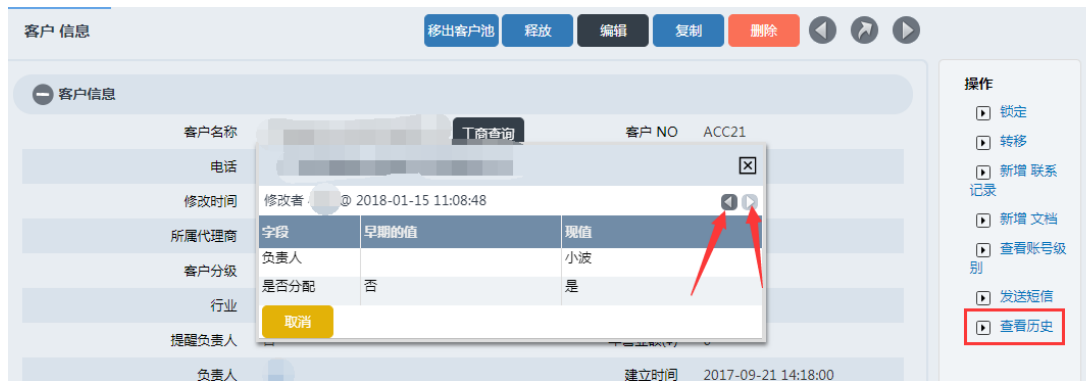 客户 信息
移出客户池
释放
编辑
复制
删除
客户信息
客户名称
工商查询
客户 NO
ACC21
电话
修改时间
所属代理商
客户分级
行业
提醒负责人
负责人
建立时间
2017-09-21 14:18:00
修改者
@ 2018-01-15 11:08:48
字段
早期的值
现值
负责人
小波
是否分配
否
是
取消
操作
锁定
转移
新增 联系
记录
新增 文档
查看账号级
别
发送短信
查看历史